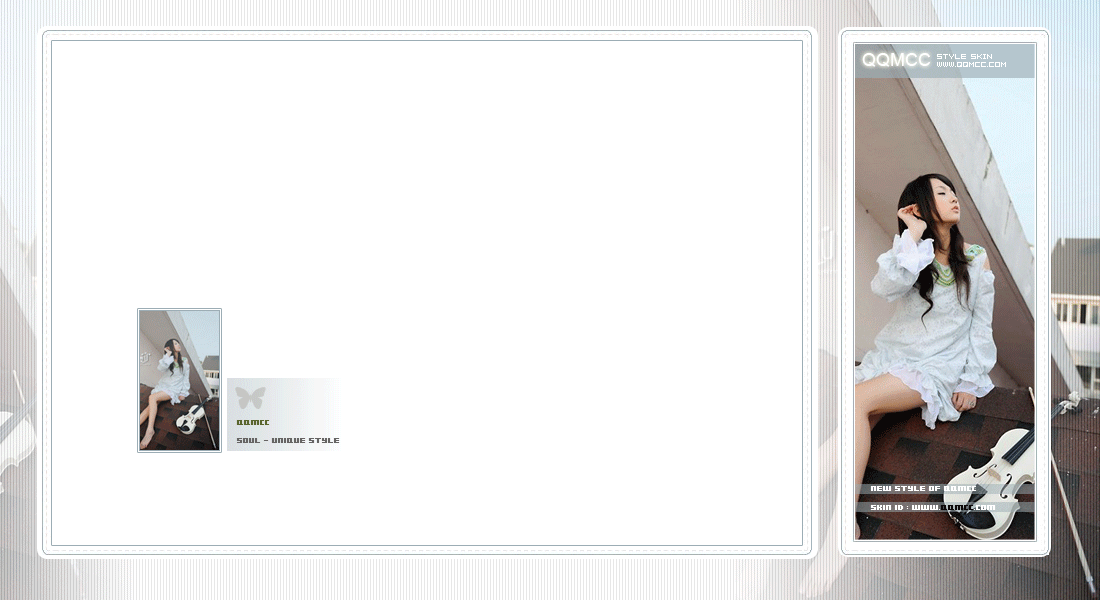 QQMCC
STYLE SKIN
WWW.QQMCC.COM
QQMCC
SOUL - UNIQUE STYLE
NEW STYLE OF QQMCC
SKIN ID : WWW.QQMCC.COM